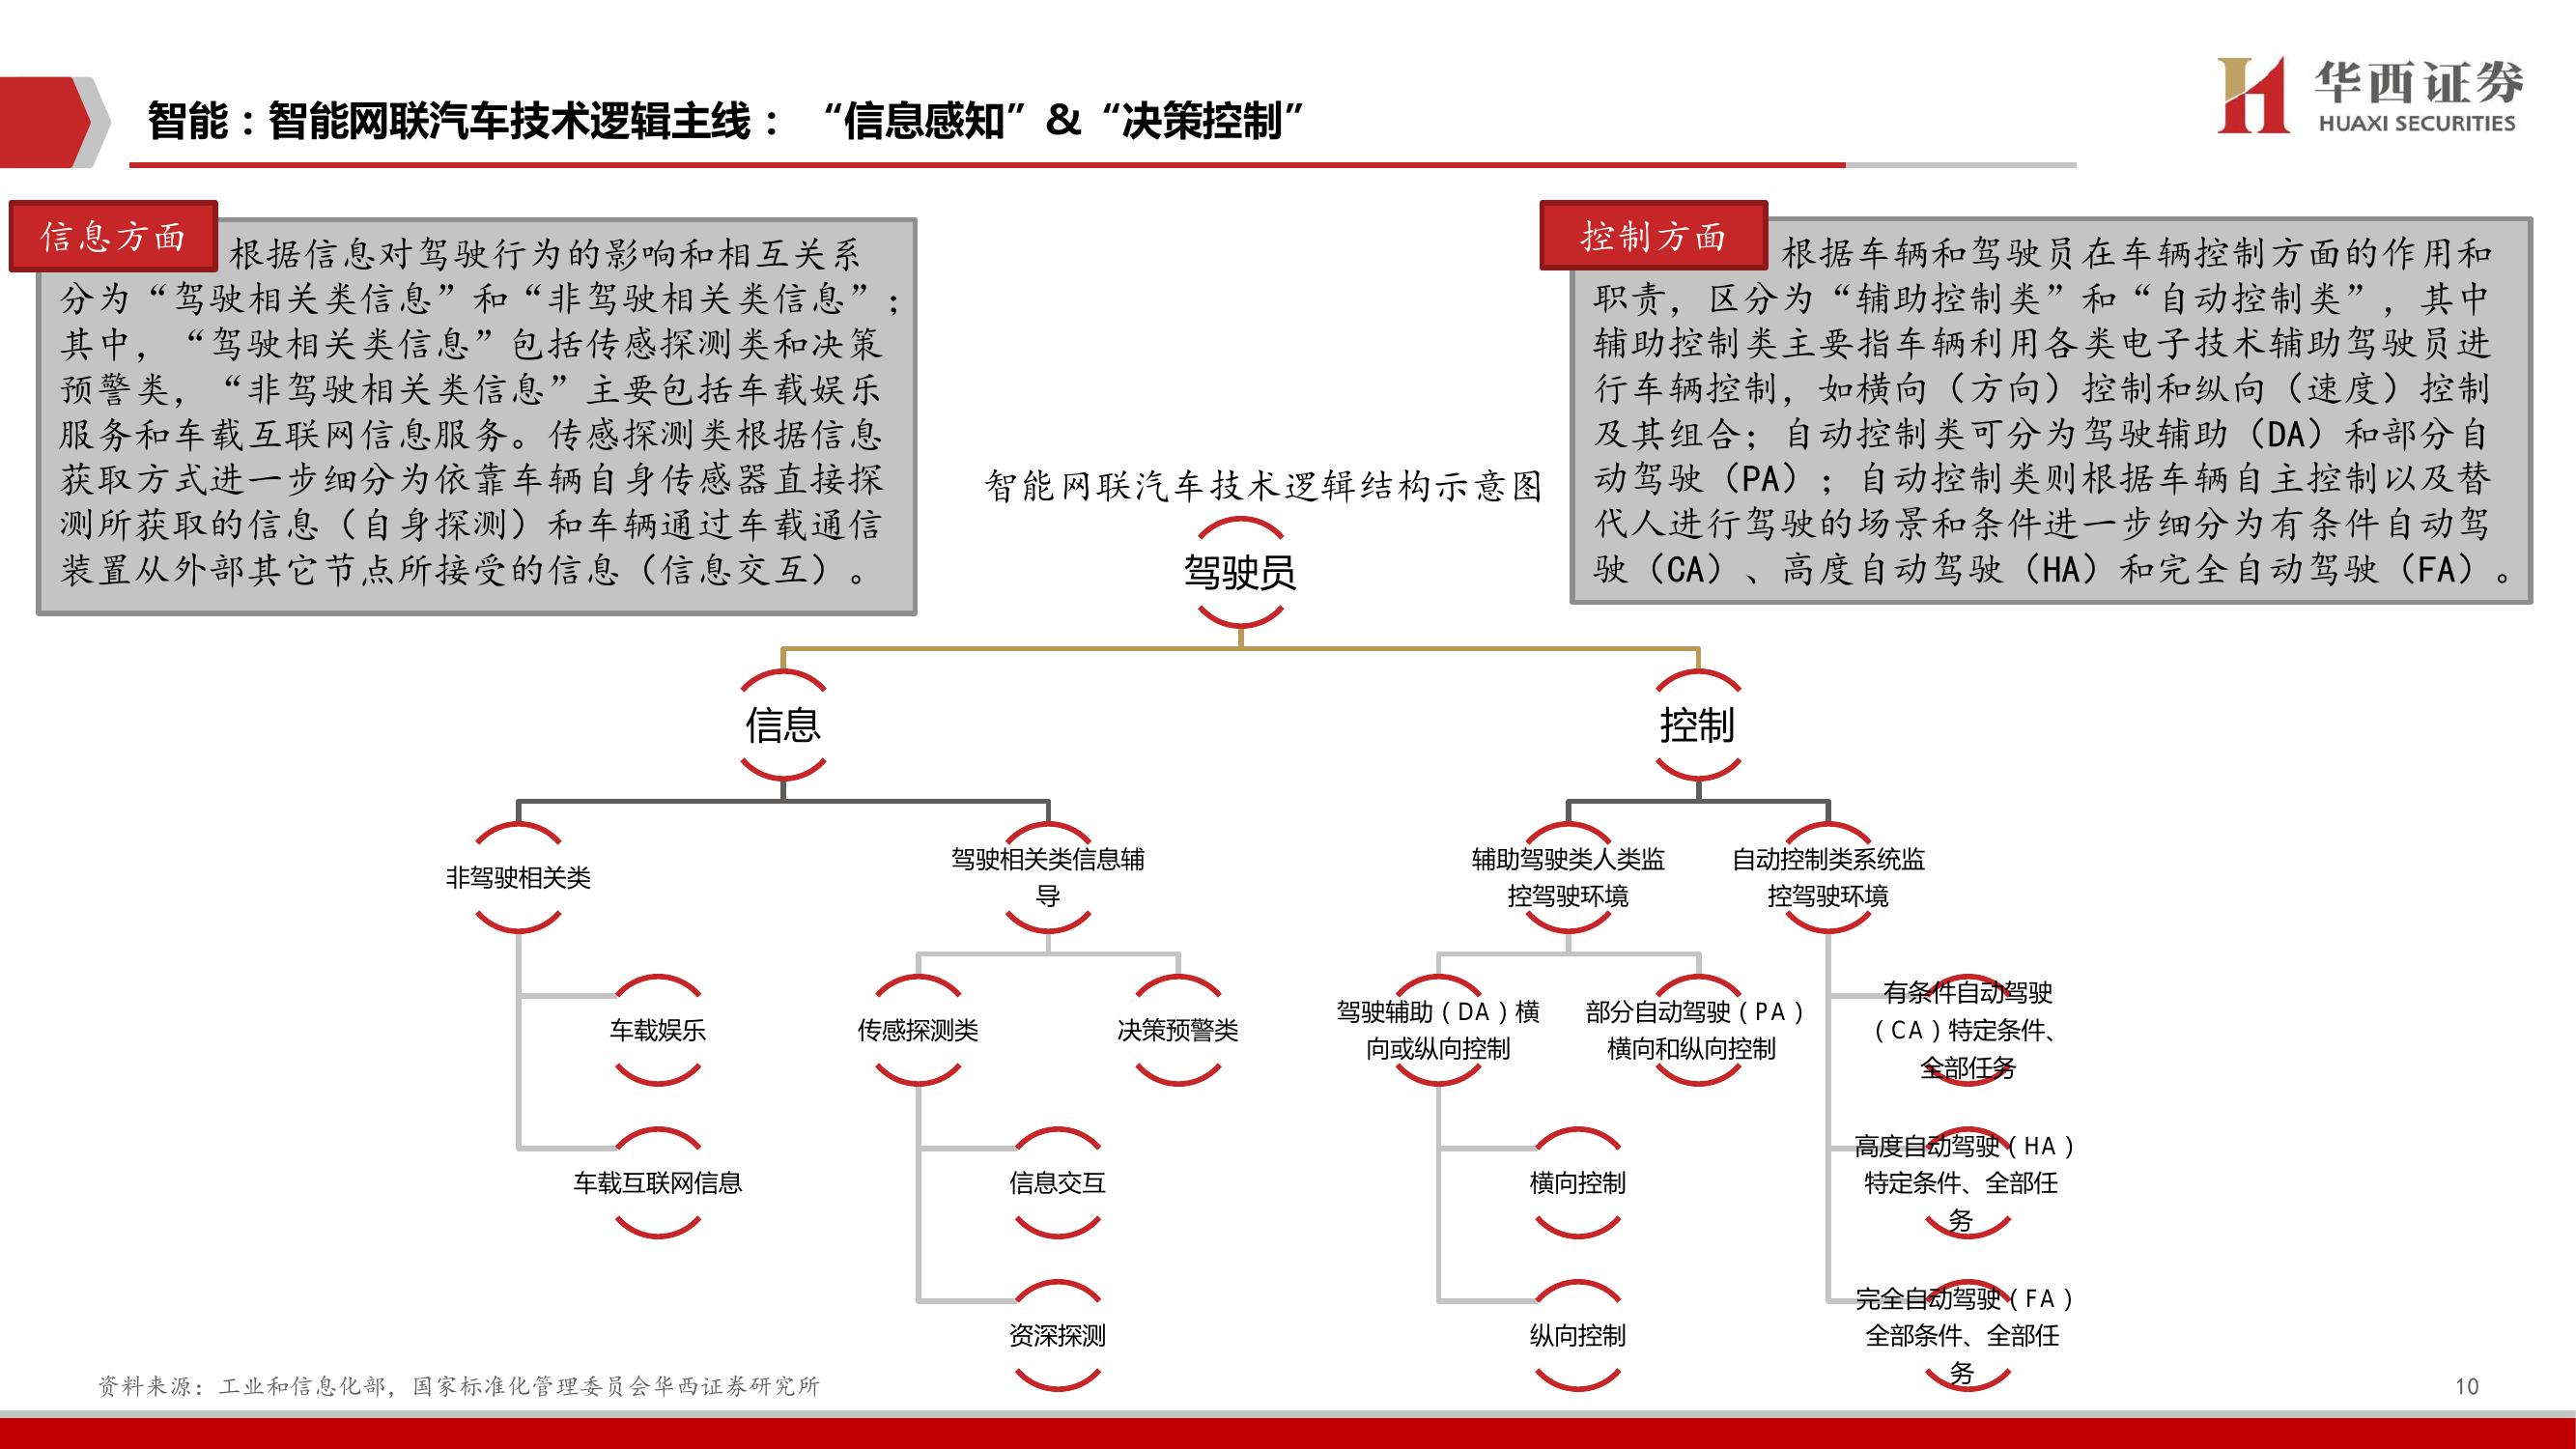 智能：智能网联汽车技术逻辑主线： “信息感知”&“决策控制”
华西证券
HUAXI SECURITIES
信息方面
根据信息对驾驶行为的影响和相互关系
分为“驾驶相关类信息”和“非驾驶相关类信息”；
其中，“驾驶相关类信息”包括传感探测类和决策
预警类，“非驾驶相关类信息”主要包括车载娱乐
服务和车载互联网信息服务。传感探测类根据信息
获取方式进一步细分为依靠车辆自身传感器直接探
测所获取的信息（自身探测）和车辆通过车载通信
装置从外部其它节点所接受的信息（信息交互）。
控制方面
根据车辆和驾驶员在车辆控制方面的作用和
职责，区分为“辅助控制类”和“自动控制类”，其中
辅助控制类主要指车辆利用各类电子技术辅助驾驶员进
行车辆控制，如横向（方向）控制和纵向（速度）控制
及其组合；自动控制类可分为驾驶辅助（DA）和部分自
动驾驶（PA）；自动控制类则根据车辆自主控制以及替
代人进行驾驶的场景和条件进一步细分为有条件自动驾
驶（CA）、高度自动驾驶（HA）和完全自动驾驶（FA）。
智能网联汽车技术逻辑结构示意图
驾驶员
信息
控制
非驾驶相关类
驾驶相关类信息辅
导
辅助驾驶类人类监
控驾驶环境
自动控制类系统监
控驾驶环境
车载娱乐
传感探测类
决策预警类
驾驶辅助（DA）横
向或纵向控制
部分自动驾驶（PA）
横向和纵向控制
有条件自动驾驶
（CA）特定条件、
全部任务
车载互联网信息
信息交互
横向控制
高度自动驾驶（HA）
特定条件、全部任
务
资深探测
纵向控制
完全自动驾驶（FA）
全部条件、全部任
务
资料来源：工业和信息化部，国家标准化管理委员会华西证券研究所
10